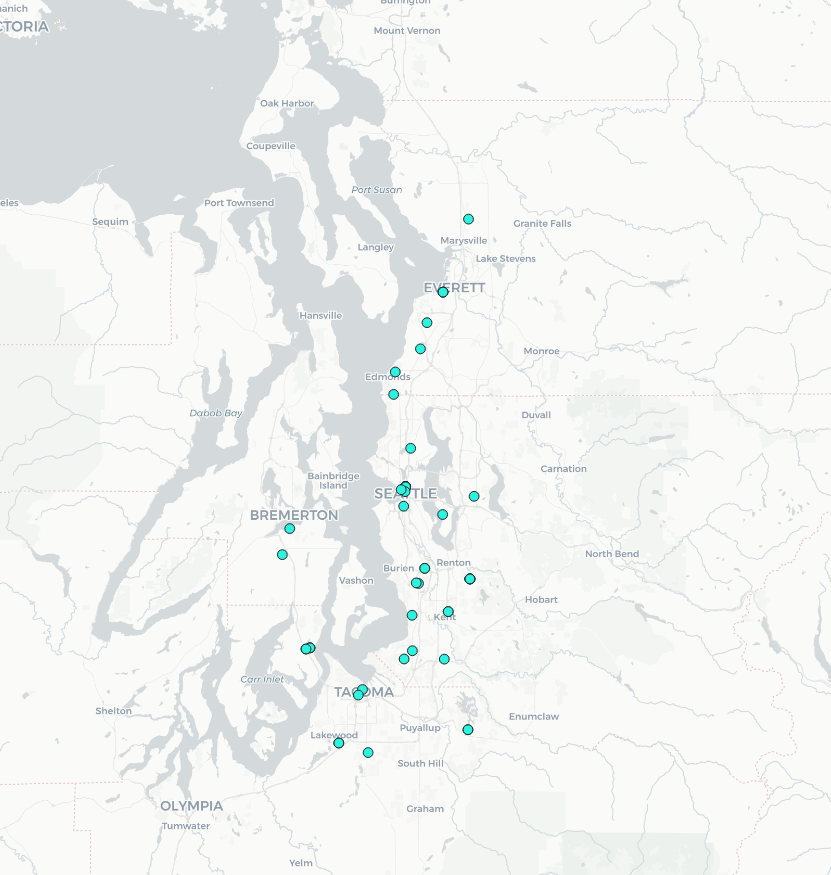 Burlington
anich
CTORIA
Mount Vernon
Oak Harbor
Coupeville
Port Susan
eles
Port Townsend
Sequim
Granite Falls
Marysville
Langley
Lake Stevens
EVERETT
Hansville
Monroe
Edmonds
Dabob Bay
Duvall
Carnation
Bainbridge
Island
SEATTLE
BREMERTON
North Bend
Renton
Burien
Vashon
Hobart
Kent
Carr Inlet
TACOMA
Shelton
Enumclaw
Puyallup
Lakewood
South Hill
OLYMPIA
Graham
Tumwater
Yelm